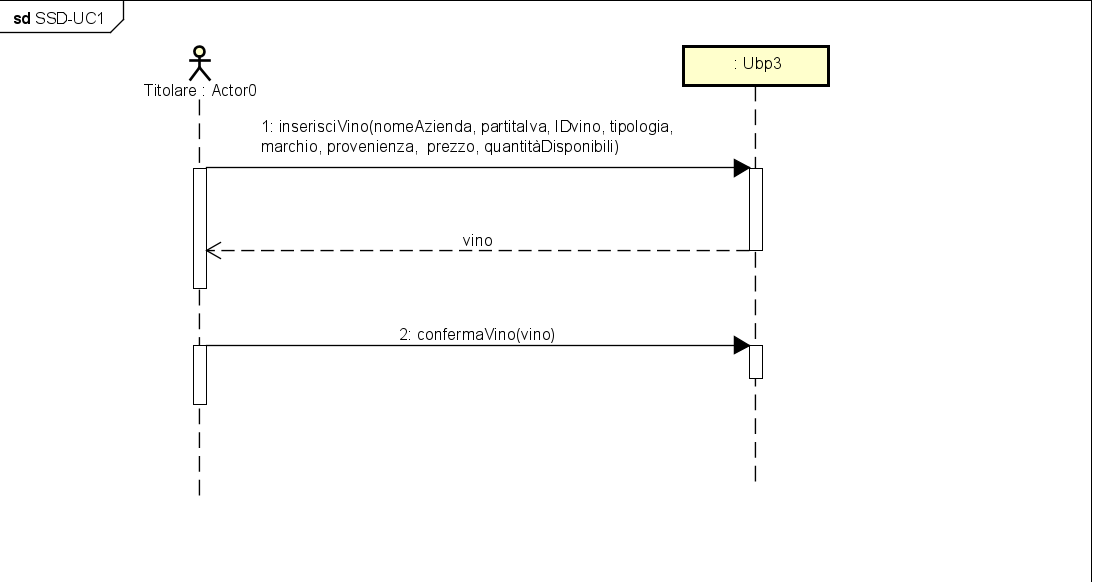 sd SSD-UC1
Titolare : Actor0
: Ubp3
1: inserisciVino(nomeAzienda, partitaIva, IDvino, tipologia,
marchio, provenienza,  prezzo, quantitàDisponibili)
vino
2: confermaVino(vino)